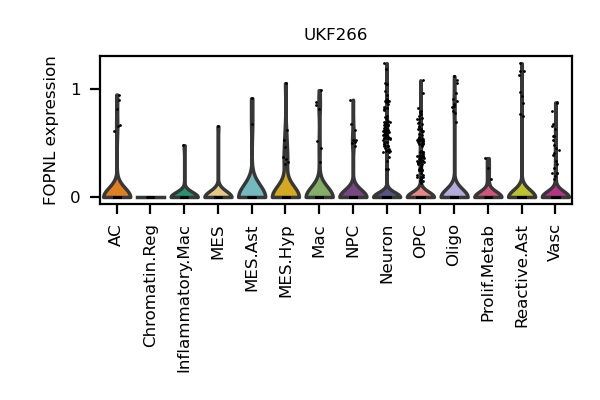 UKF266
FOPNL expression
1
0
AC
Chromatin.Reg
Inflammatory.Mac
MES
MES.Ast
MES.Hyp
Mac
NPC
Neuron
OPC
Oligo
Prolif.Metab
Reactive.Ast
Vasc